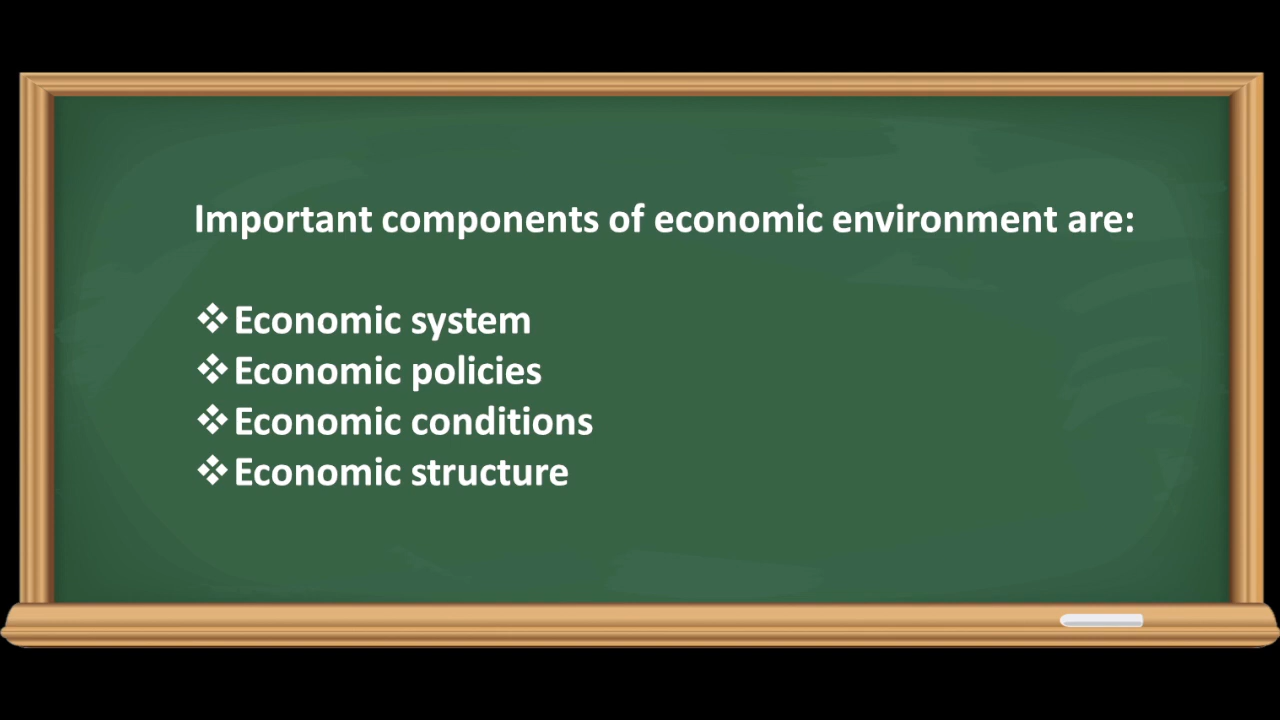 Important components of economic environment are:
❖Economic system
❖Economic policies
❖Economic conditions
❖Economic structure